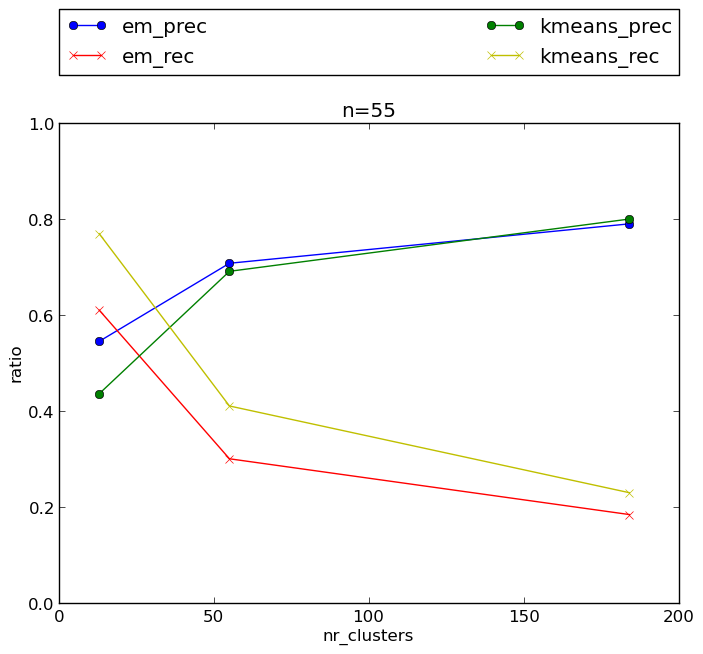 em_prec kmeans_prec
em_rec kmeans_rec
n=55
1.0
0.8
0.6
0.4
0.2
0.0
ratio
0 50 100 150 200
nr_clusters